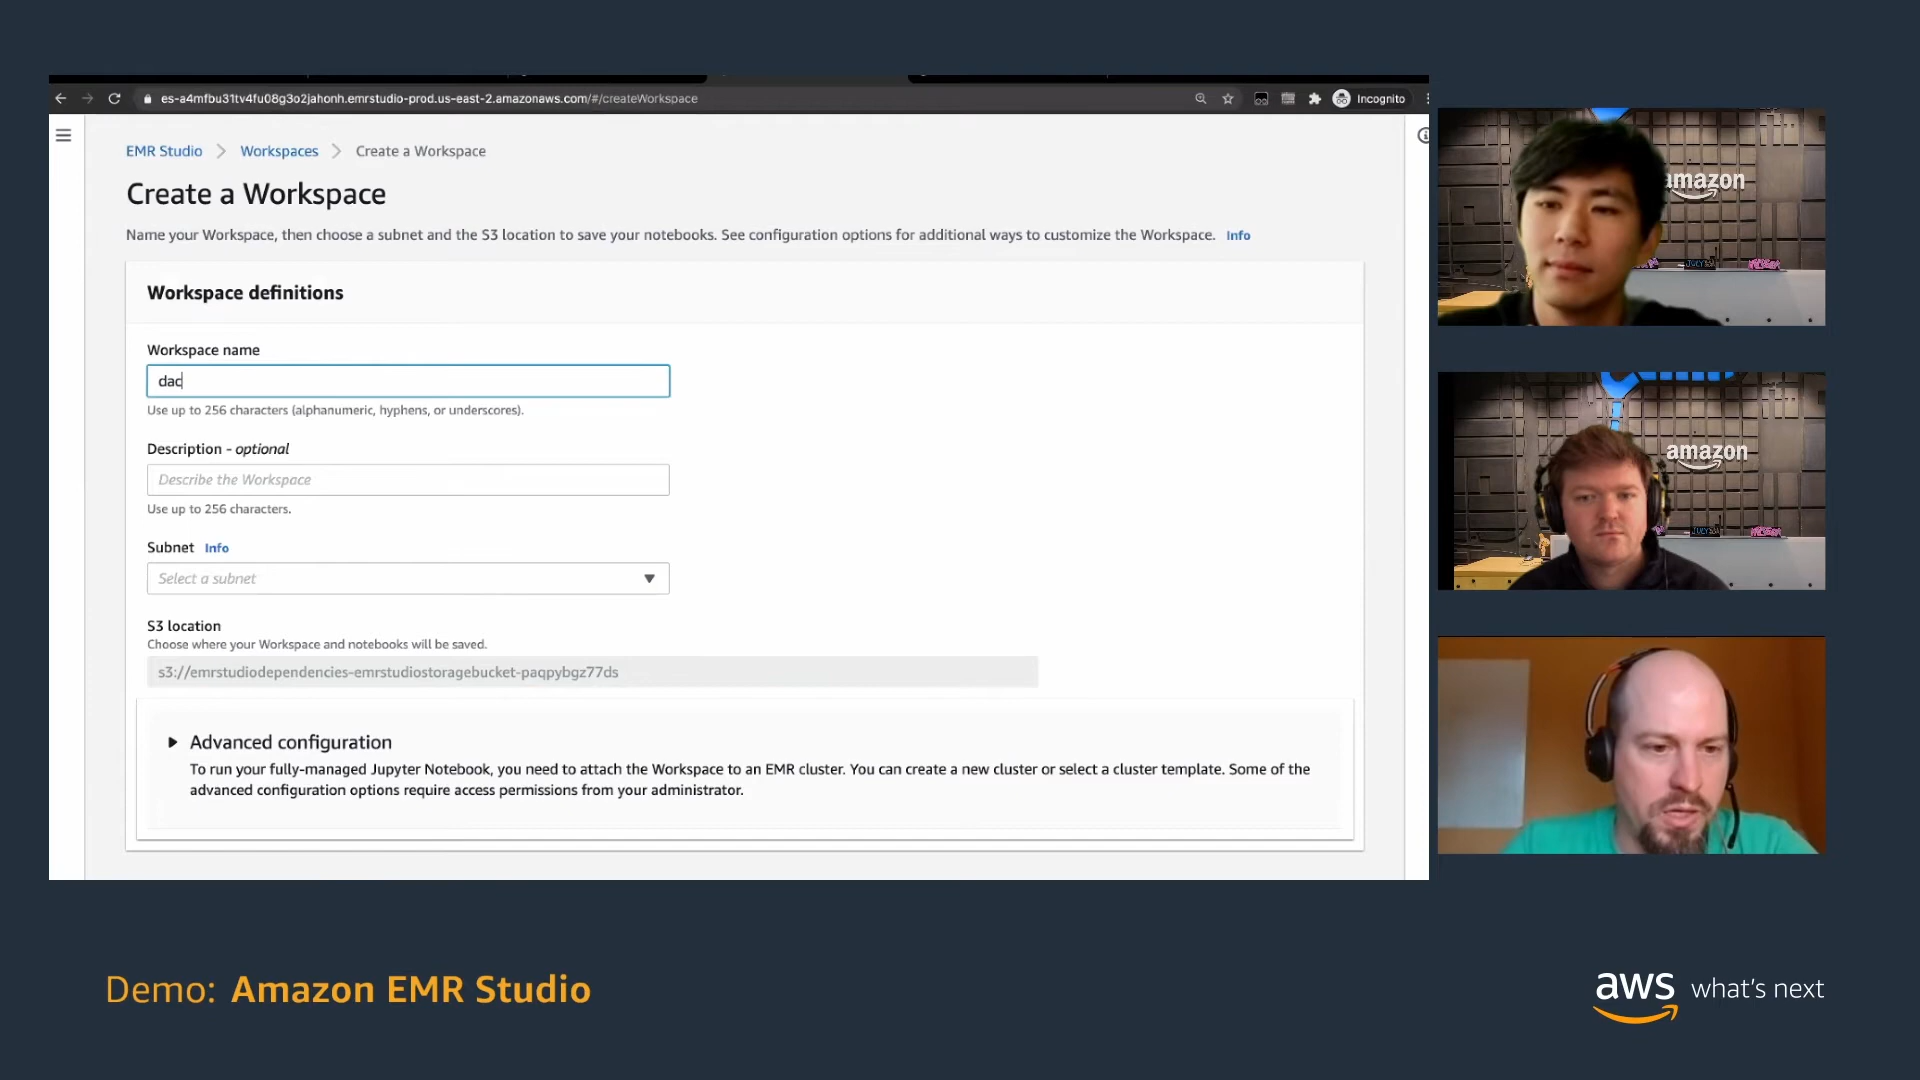 es-a4mfbu31tv4fu08g3o2jahonh.emrstudio-prod.us-east-2.amazonaws.com/#/createWorkspace
Incognito
EMR Studio > Workspaces > Create a Workspace
Create a Workspace
Name your Workspace, then choose a subnet and the S3 location to save your notebooks. See configuration options for additional ways to customize the Workspace. Info
Workspace definitions
Workspace name
dac
Use up to 256 characters (alphanumeric, hyphens, or underscores).
Description - optional
Describe the Workspace
Use up to 256 characters.
Subnet Info
Select a subnet
S3 location
Choose where your Workspace and notebooks will be saved.
s3://emrstudiodependencies-emrstudiostoragebucket-paqpybgz77ds
Advanced configuration
To run your fully-managed Jupyter Notebook, you need to attach the Workspace to an EMR cluster. You can create a new cluster or select a cluster template. Some of the
advanced configuration options require access permissions from your administrator.
amazon
amazon
Demo: Amazon EMR Studio
aws what's next